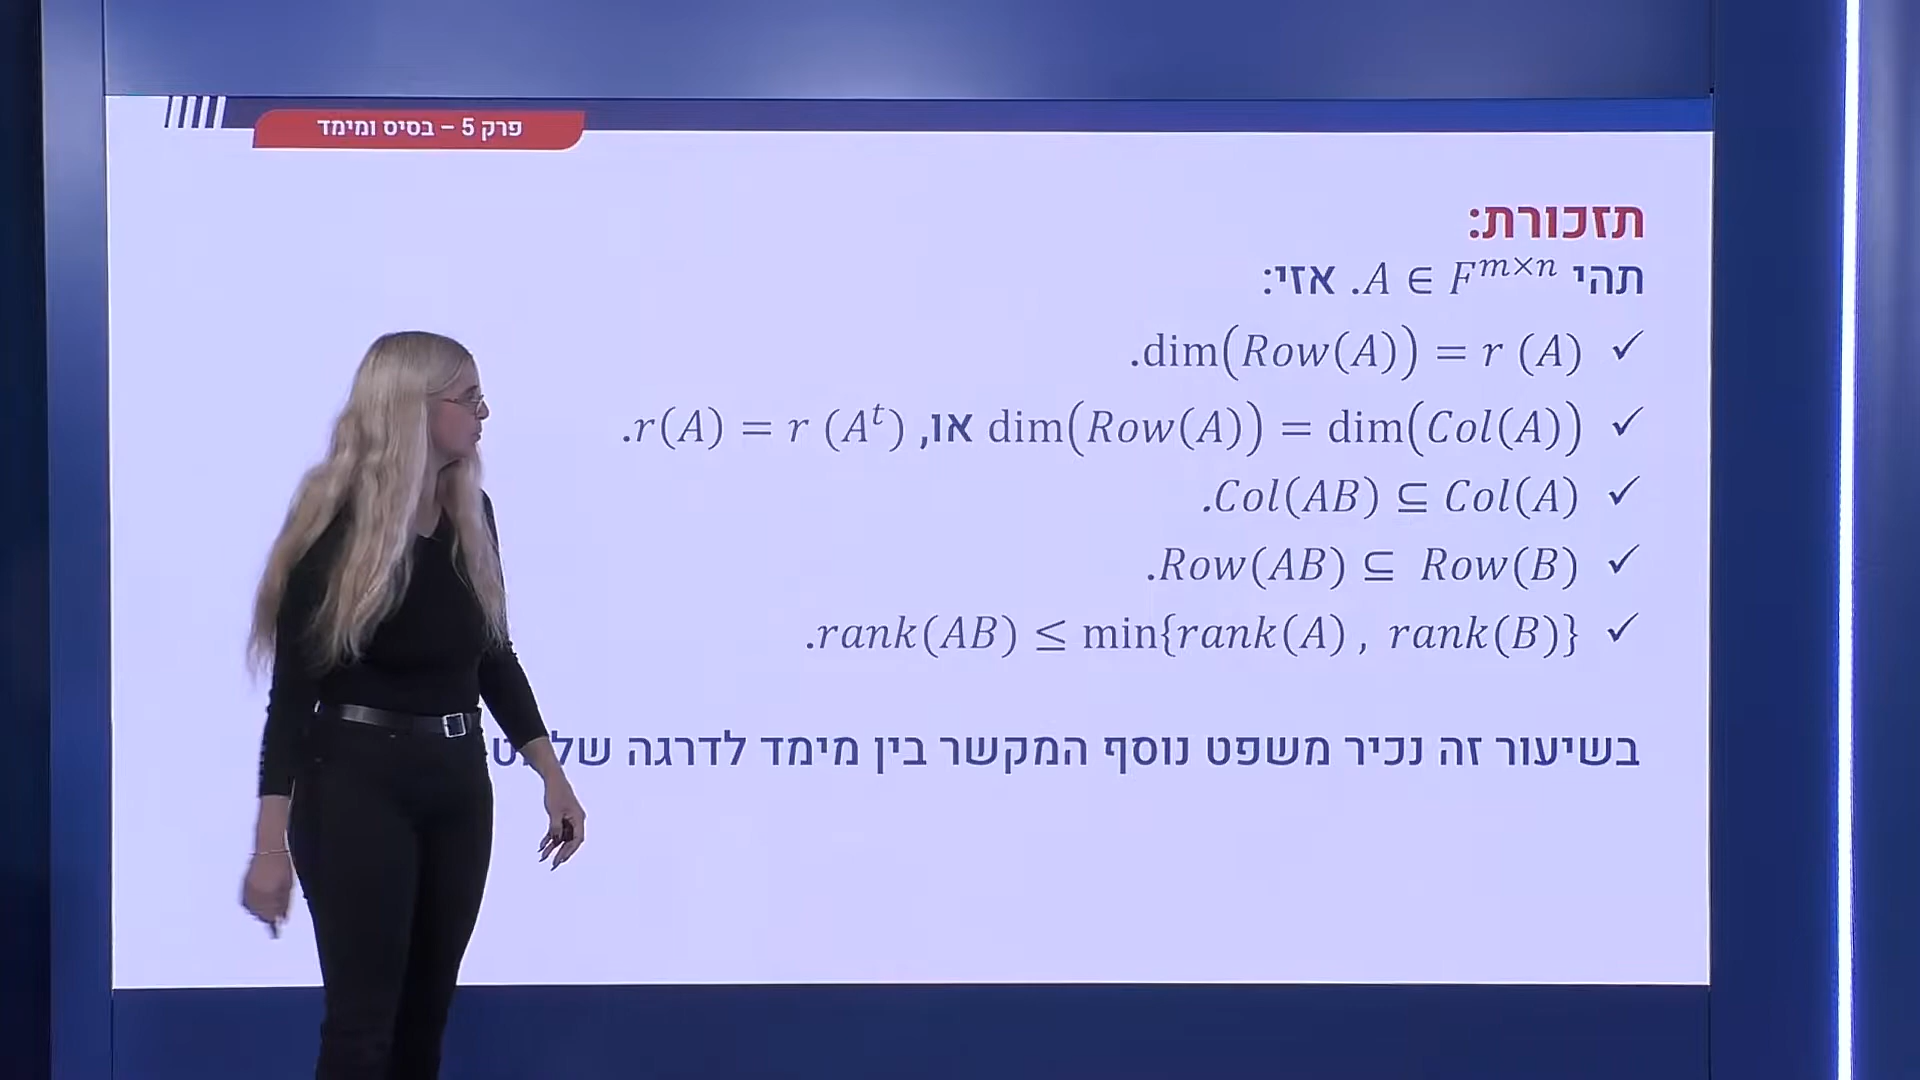 פרק 5 – בסיס ומימד
תזכורת:
תהי A ∈ F^{m×n}. אזי:
✓ dim(Row(A)) = r (A).
✓ dim(Row(A)) = dim(Col(A)) או, r(A) = r (A^t).
✓ Col(AB) ⊆ Col(A).
✓ Row(AB) ⊆ Row(B).
✓ rank(AB) ≤ min{rank(A) , rank(B)}.
בשיעור זה נכיר משפט נוסף המקשר בין מימד לדרגה של